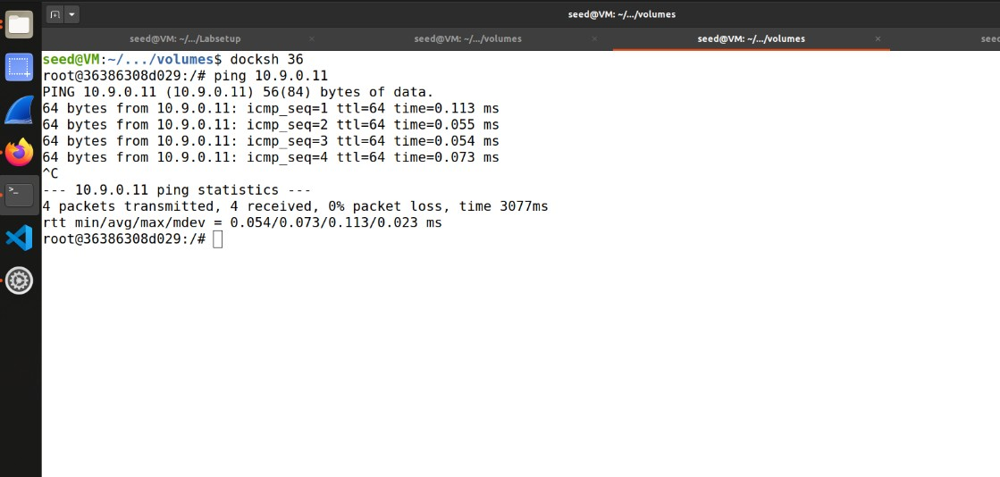 seed@VM: ~/.../volumes
seed@VM: ~/.../Labsetup
seed@VM: ~/.../volumes
seed@VM: ~/.../volumes
seed
seed@VM:~/.../volumes$ docksh 36
root@36386308d029:/# ping 10.9.0.11
PING 10.9.0.11 (10.9.0.11) 56(84) bytes of data.
64 bytes from 10.9.0.11: icmp_seq=1 ttl=64 time=0.113 ms
64 bytes from 10.9.0.11: icmp_seq=2 ttl=64 time=0.055 ms
64 bytes from 10.9.0.11: icmp_seq=3 ttl=64 time=0.054 ms
64 bytes from 10.9.0.11: icmp_seq=4 ttl=64 time=0.073 ms
^C
--- 10.9.0.11 ping statistics ---
4 packets transmitted, 4 received, 0% packet loss, time 3077ms
rtt min/avg/max/mdev = 0.054/0.073/0.113/0.023 ms
root@36386308d029:/#